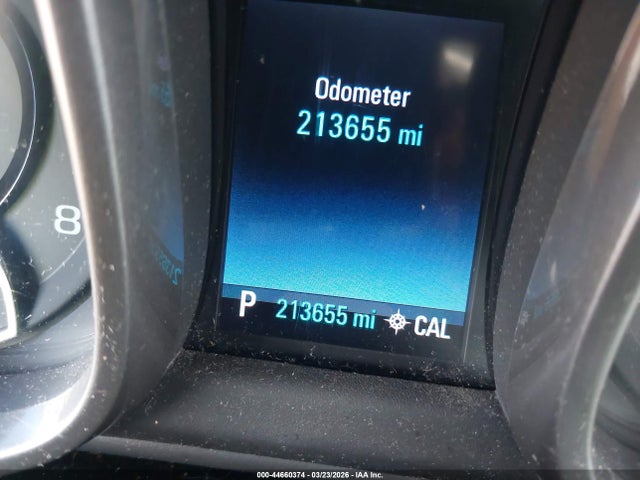 Odometer
213655 mi
8
P 213655 mi CAL
000-44660374 | 03/23/2026 | IAA Inc.